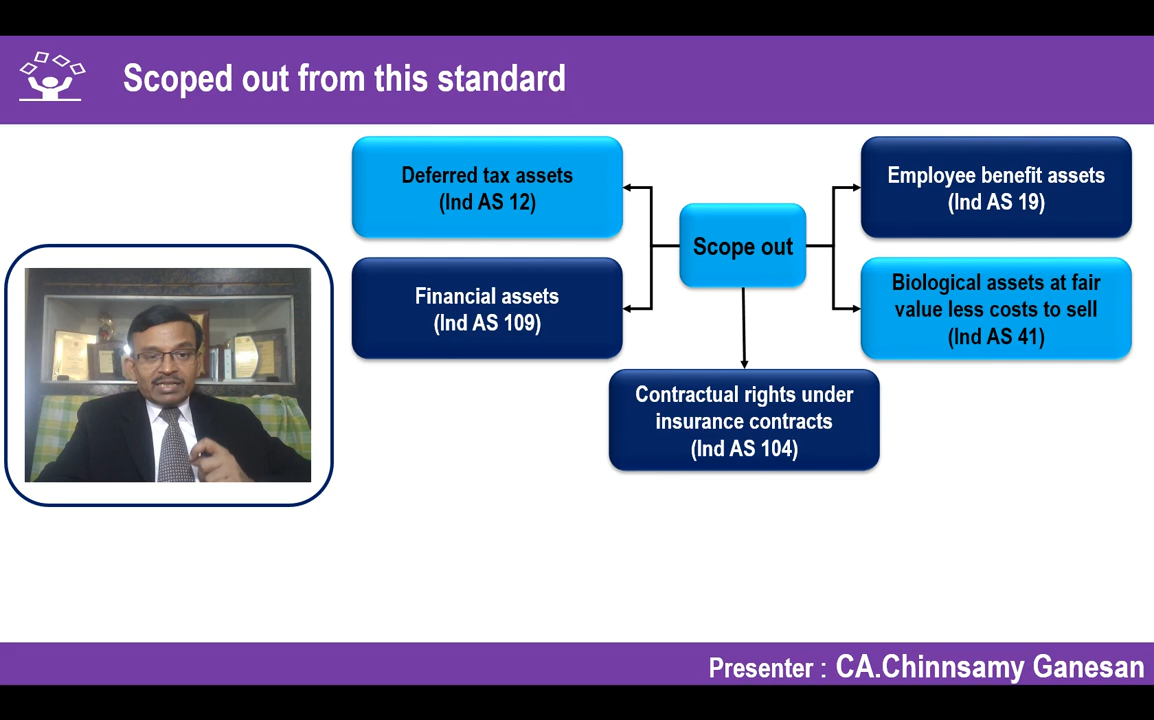 Scoped out from this standard
Deferred tax assets
(Ind AS 12)
Employee benefit assets
(Ind AS 19)
Scope out
Financial assets
(Ind AS 109)
Biological assets at fair
value less costs to sell
(Ind AS 41)
Contractual rights under
insurance contracts
(Ind AS 104)
Presenter : CA.Chinnsamy Ganesan